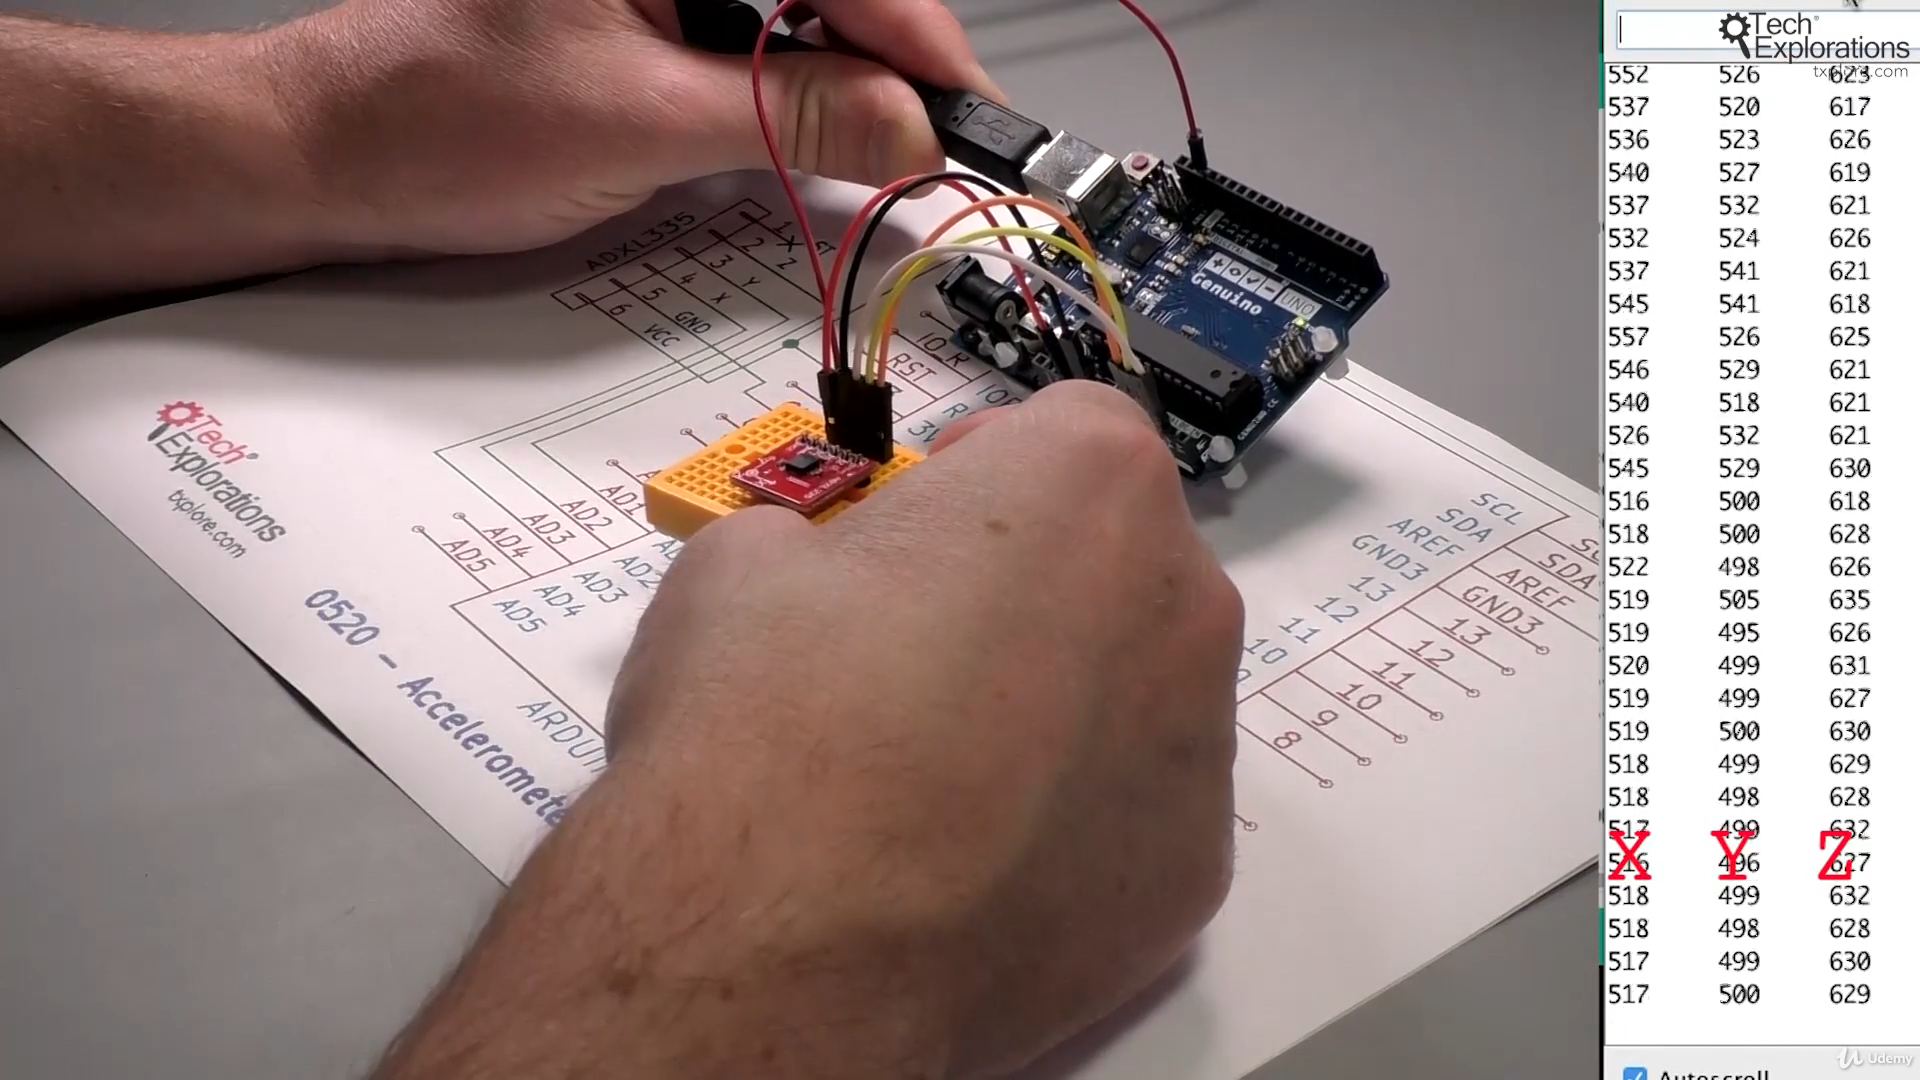 Tech
Explorations
txplore.com
552 526 623
537 520 617
536 523 626
540 527 619
537 532 621
532 524 626
537 541 621
545 541 618
557 526 625
546 529 621
540 518 621
526 532 621
545 529 630
516 500 618
518 500 628
522 498 626
519 505 635
519 495 626
520 499 631
519 499 627
519 500 630
518 499 629
518 498 628
517 499 632
X Y Z
516 496 627
518 499 632
518 498 628
517 499 630
517 500 629
Autoscroll
Udemy
ADXL335
1
2
3
4
5
6
ST
Z
Y
X
GND
VCC
Genuino
UNO
Tech
Explorations
txplore.com
0520 - Acceleromete
IO_R
RST
AD1
AD2
AD3
AD4
AD5
AD2
AD3
AD4
AD5
SCL
SDA
AREF
GND3
13
12
11
10
SDA
AREF
GND3
13
12
11
10
9
8